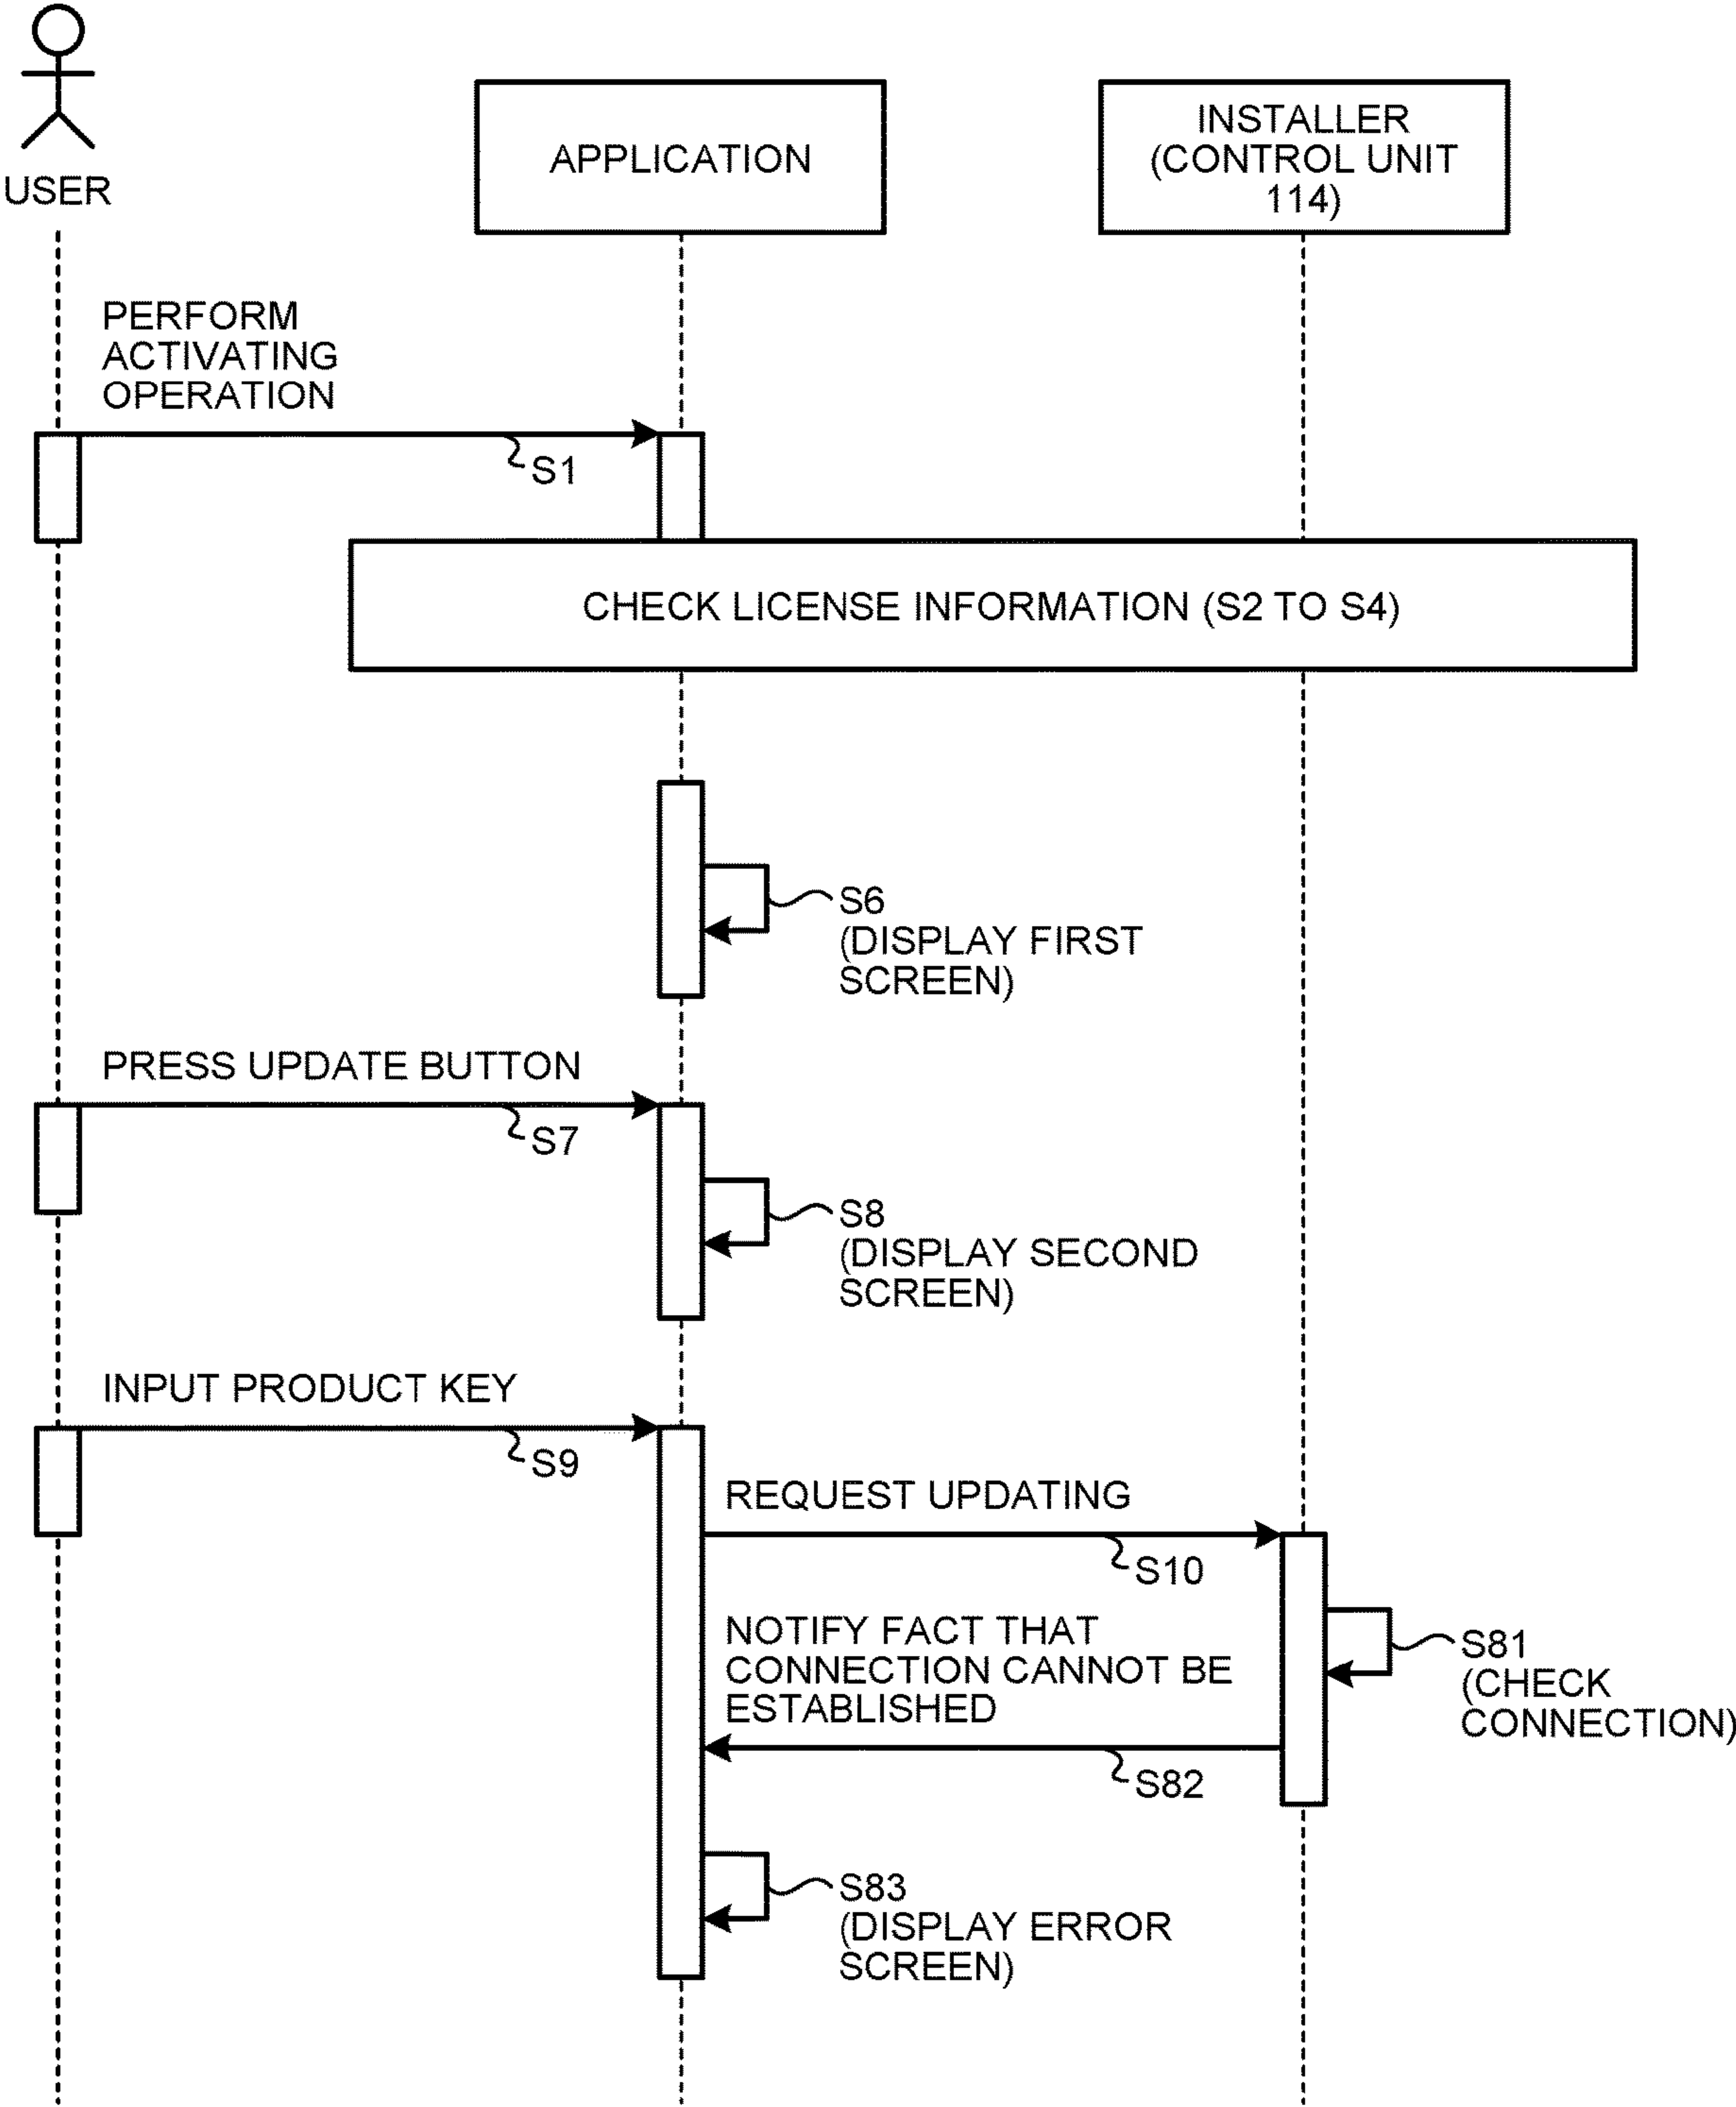 USER
APPLICATION
INSTALLER
(CONTROL UNIT
114)
PERFORM
ACTIVATING
OPERATION
S1
CHECK LICENSE INFORMATION (S2 TO S4)
S6
(DISPLAY FIRST
SCREEN)
PRESS UPDATE BUTTON
S7
S8
(DISPLAY SECOND
SCREEN)
INPUT PRODUCT KEY
S9
REQUEST UPDATING
S10
NOTIFY FACT THAT
CONNECTION CANNOT BE
ESTABLISHED
S81
(CHECK
CONNECTION)
S82
S83
(DISPLAY ERROR
SCREEN)